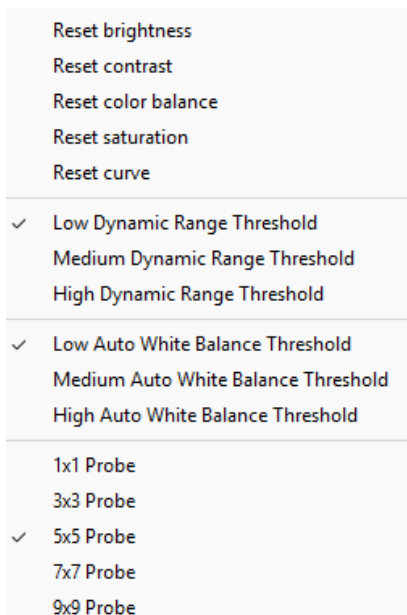 Reset brightness
Reset contrast
Reset color balance
Reset saturation
Reset curve
Low Dynamic Range Threshold
Medium Dynamic Range Threshold
High Dynamic Range Threshold
Low Auto White Balance Threshold
Medium Auto White Balance Threshold
High Auto White Balance Threshold
1x1 Probe
3x3 Probe
5x5 Probe
7x7 Probe
9x9 Probe